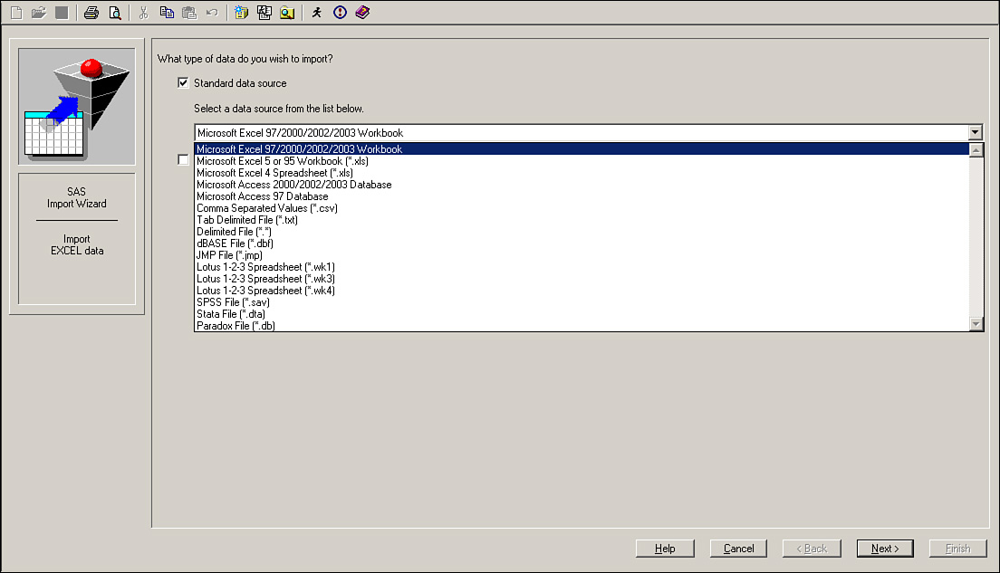 What type of data do you wish to import?
Standard data source
Select a data source from the list below.
Microsoft Excel 97/2000/2002/2003 Workbook
Microsoft Excel 97/2000/2002/2003 Workbook
Microsoft Excel 5 or 95 Workbook (*.xls)
Microsoft Excel 4 Spreadsheet (*.xls)
Microsoft Access 2000/2002/2003 Database
Microsoft Access 97 Database
Comma Separated Values (*.csv)
Tab Delimited File (*.txt)
Delimited File (*.*)
dBASE File (*.dbf)
JMP File (*.jmp)
Lotus 1-2-3 Spreadsheet (*.wk1)
Lotus 1-2-3 Spreadsheet (*.wk3)
Lotus 1-2-3 Spreadsheet (*.wk4)
SPSS File (*.sav)
Stata File (*.dta)
Paradox File (*.db)
SAS
Import Wizard
Import
EXCEL data
Help
Cancel
< Back
Next >
Finish